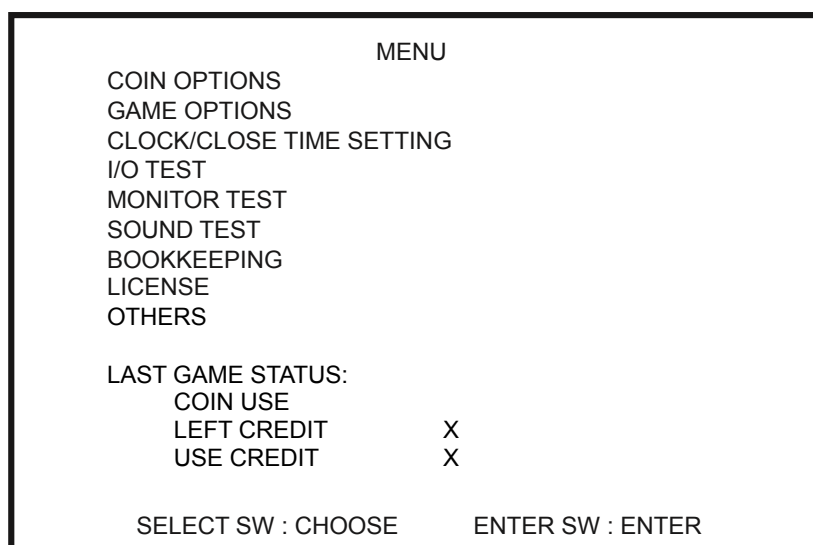 MENU
COIN OPTIONS
GAME OPTIONS
CLOCK/CLOSE TIME SETTING
I/O TEST
MONITOR TEST
SOUND TEST
BOOKKEEPING
LICENSE
OTHERS
LAST GAME STATUS:
COIN USE
LEFT CREDIT X
USE CREDIT X
SELECT SW : CHOOSE ENTER SW : ENTER